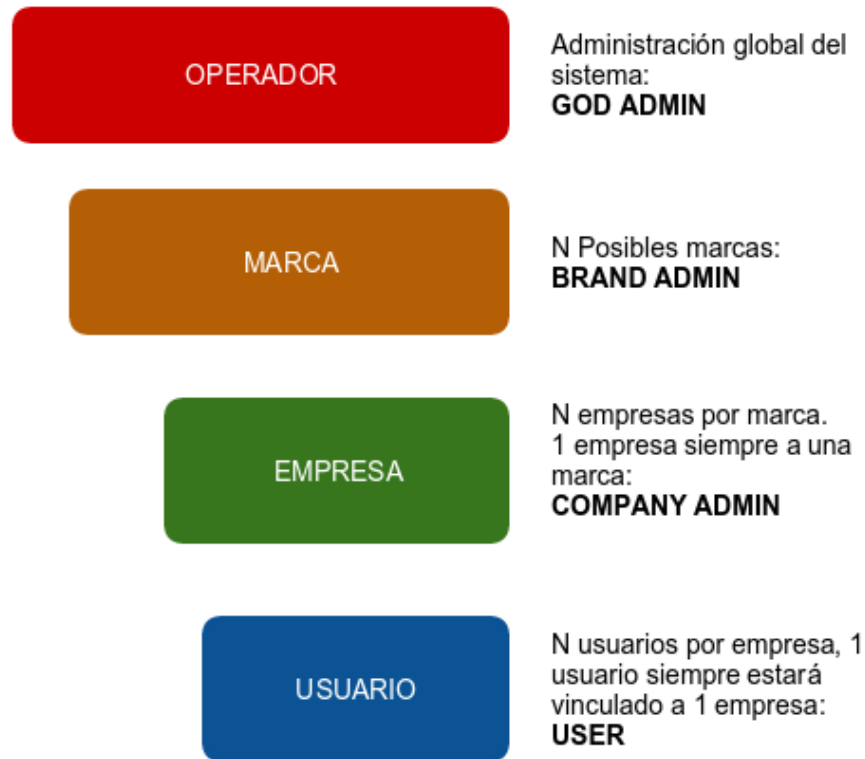 OPERADOR
Administración global del
sistema:
GOD ADMIN
MARCA
N Posibles marcas:
BRAND ADMIN
EMPRESA
N empresas por marca.
1 empresa siempre a una
marca:
COMPANY ADMIN
USUARIO
N usuarios por empresa, 1
usuario siempre estará
vinculado a 1 empresa:
USER